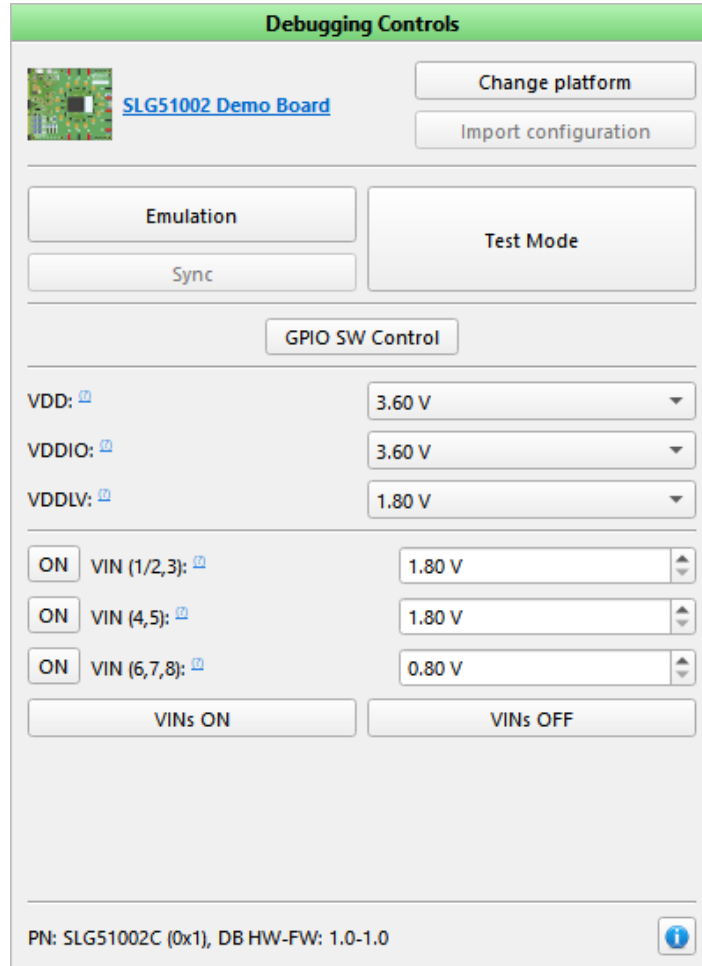 Debugging Controls
SLG51002 Demo Board
Change platform
Import configuration
Emulation
Test Mode
Sync
GPIO SW Control
VDD: (?) 3.60 V
VDDIO: (?) 3.60 V
VDDLV: (?) 1.80 V
ON VIN (1/2,3): (?) 1.80 V
ON VIN (4,5): (?) 1.80 V
ON VIN (6,7,8): (?) 0.80 V
VINs ON VINs OFF
PN: SLG51002C (0x1), DB HW-FW: 1.0-1.0